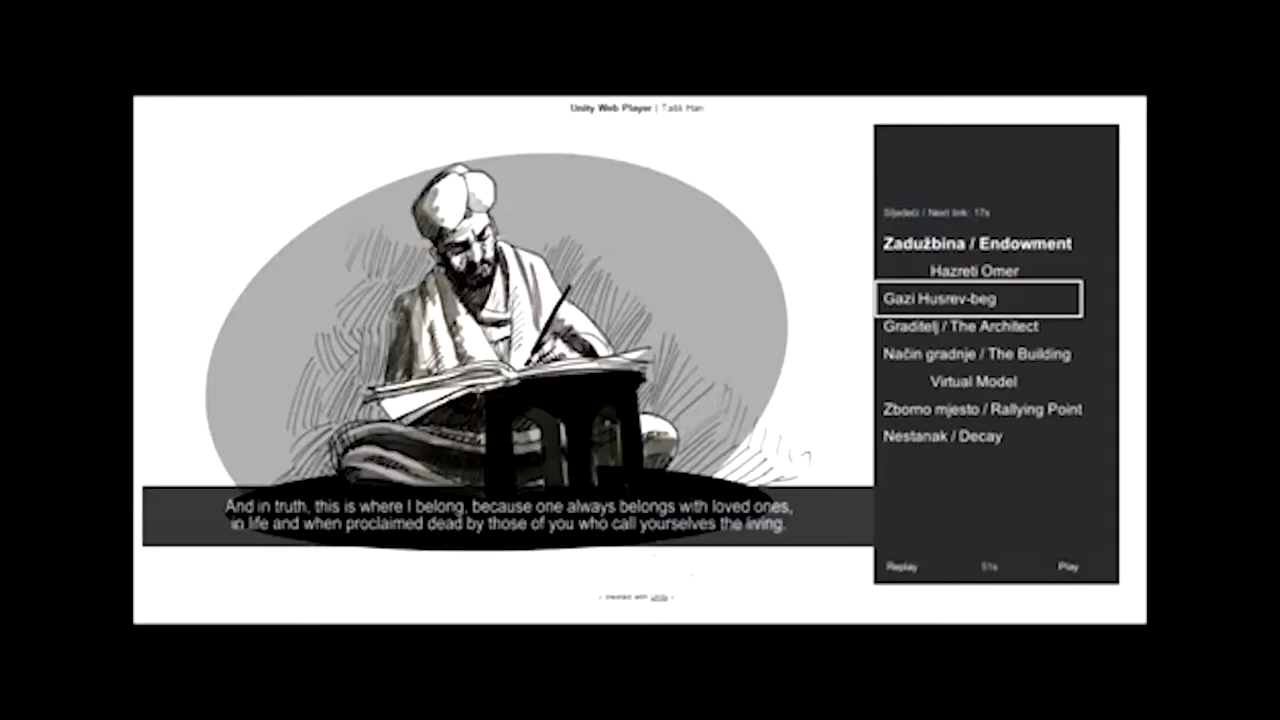 Unity Web Player | Tašli Han
Sljedeći / Next link: 17s
Zadužbina / Endowment
Hazreti Omer
Gazi Husrev-beg
Graditelj / The Architect
Način gradnje / The Building
Virtual Model
Zborno mjesto / Rallying Point
Nestanak / Decay
And in truth, this is where I belong, because one always belongs with loved ones,
in life and when proclaimed dead by those of you who call yourselves the living.
Replay 51s Play
created with